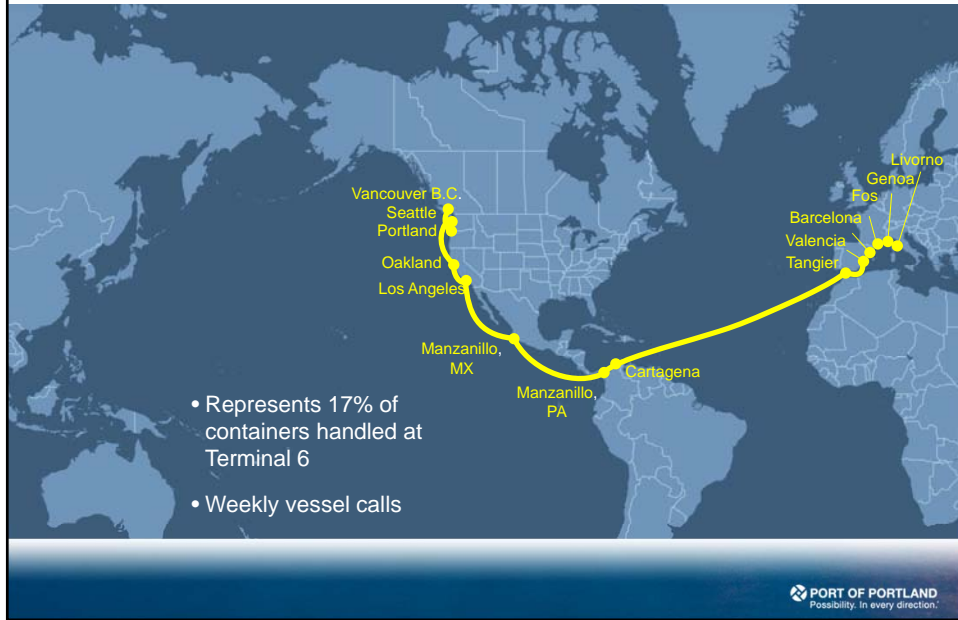 Livorno
Genoa
Fos
Vancouver B.C.
Seattle
Portland
Barcelona
Valencia
Tangier
Oakland
Los Angeles
Manzanillo,
MX
Cartagena
Manzanillo,
PA
• Represents 17% of
containers handled at
Terminal 6
• Weekly vessel calls
PORT OF PORTLAND
Possibility. In every direction.